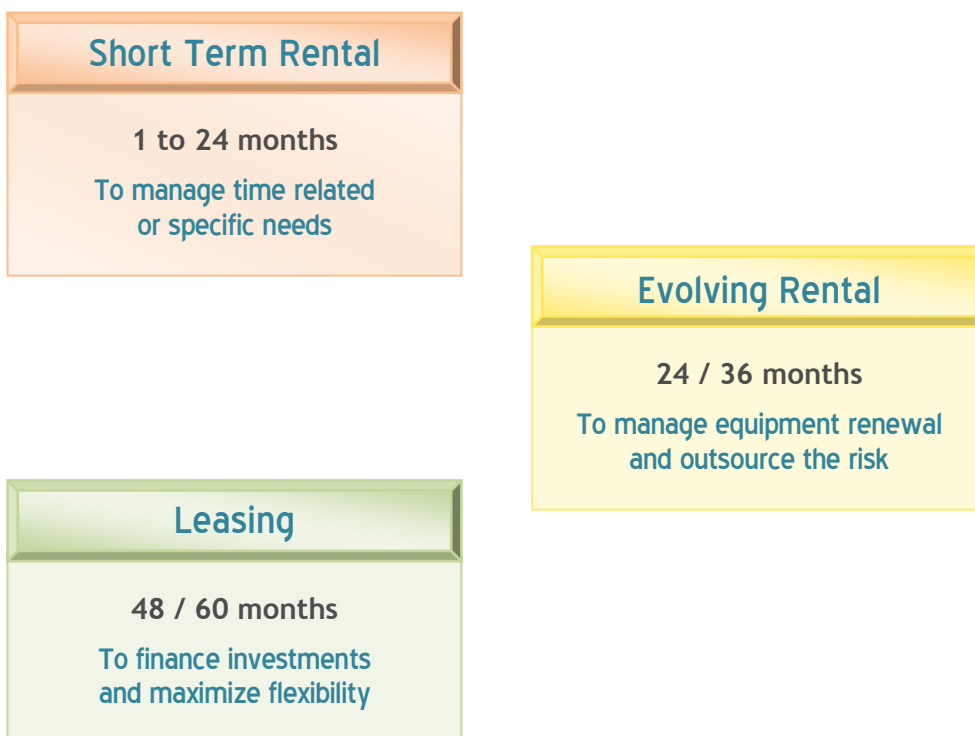 Short Term Rental
1 to 24 months
To manage time related
or specific needs
Evolving Rental
24 / 36 months
To manage equipment renewal
and outsource the risk
Leasing
48 / 60 months
To finance investments
and maximize flexibility